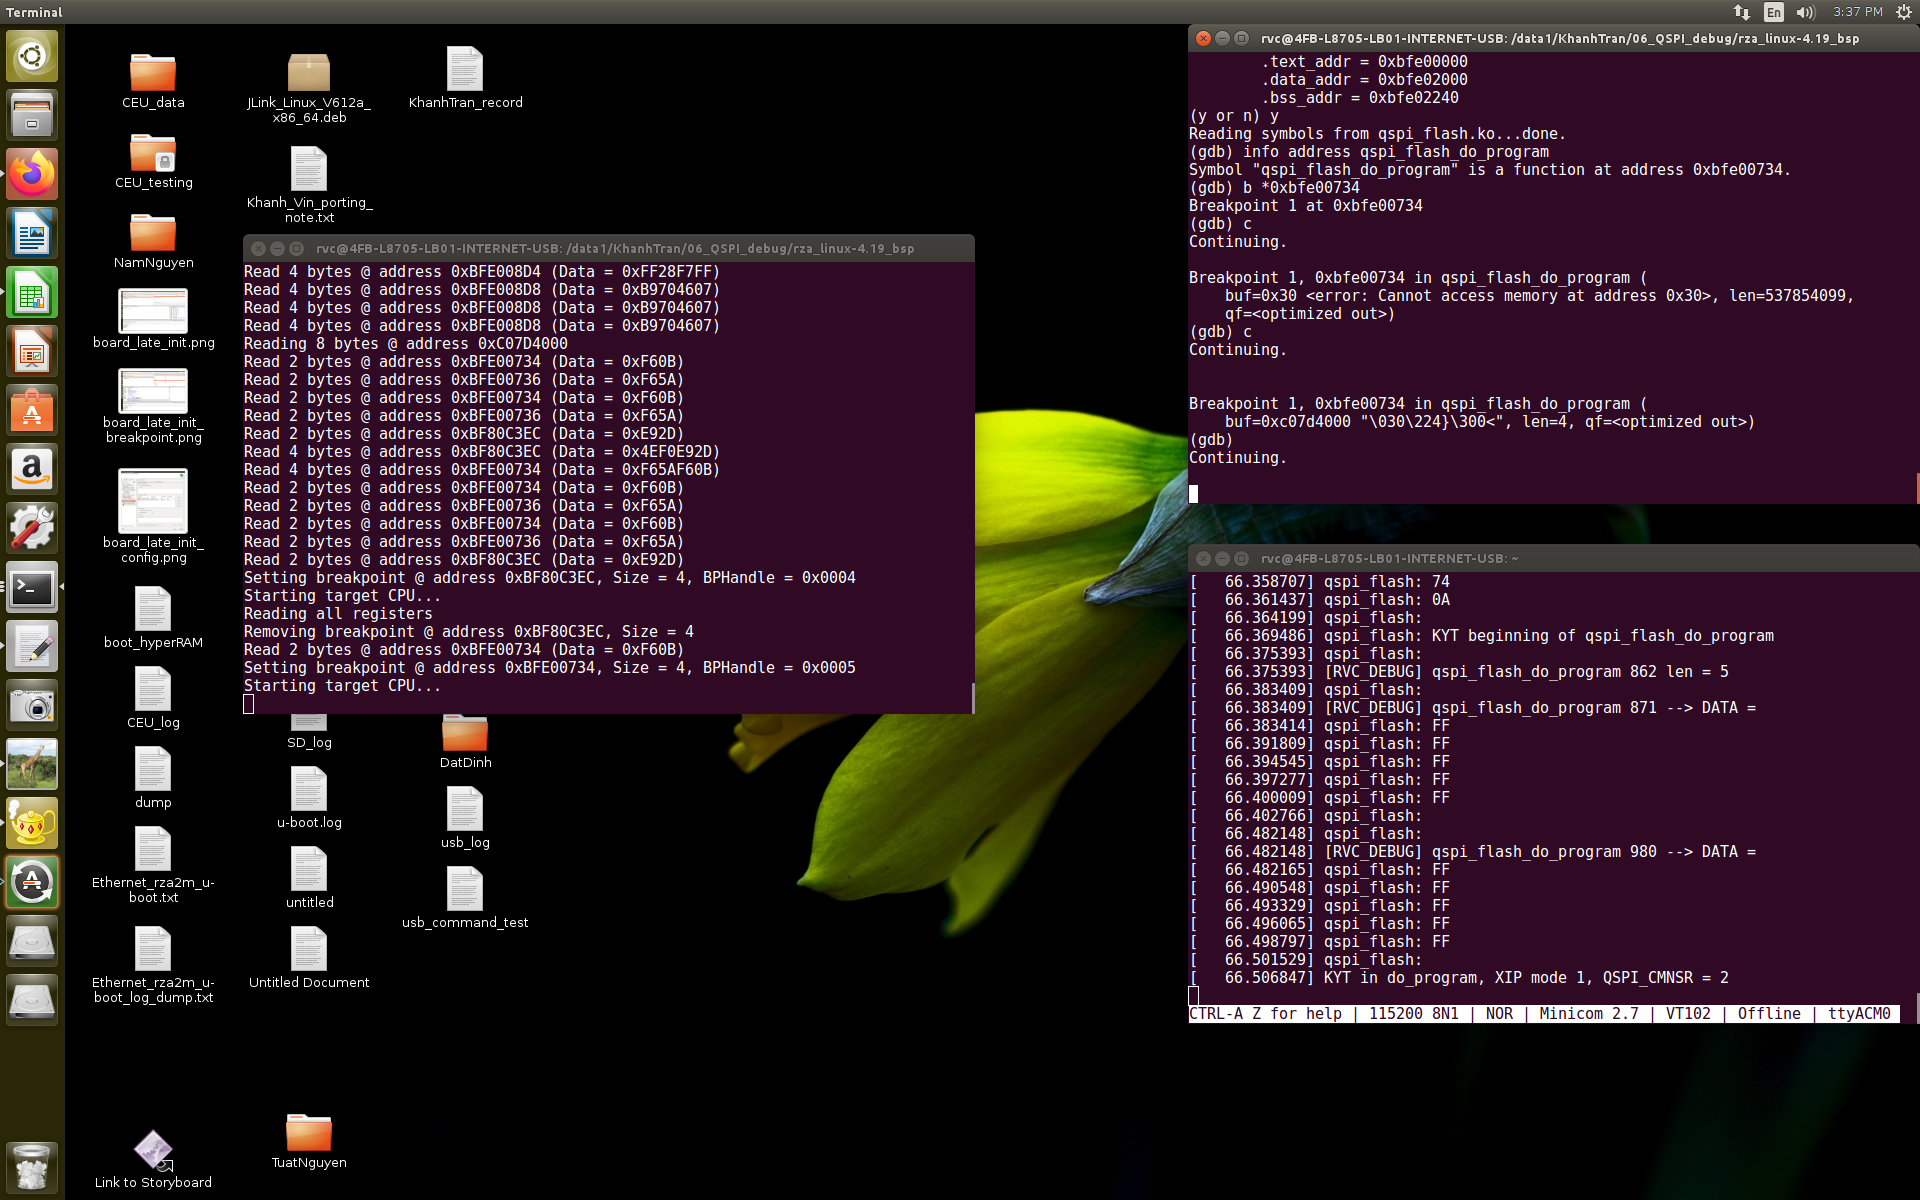 Terminal
En
3:37 PM
CEU_data
JLink_Linux_V612a_
x86_64.deb
KhanhTran_record
CEU_testing
Khanh_Vin_porting_
note.txt
NamNguyen
board_late_init.png
board_late_init_
breakpoint.png
board_late_init_
config.png
boot_hyperRAM
CEU_log
SD_log
DatDinh
dump
u-boot.log
usb_log
Ethernet_rza2m_u-
boot.txt
untitled
usb_command_test
Ethernet_rza2m_u-
boot_log_dump.txt
Untitled Document
TuatNguyen
Link to Storyboard
rvc@4FB-L8705-LB01-INTERNET-USB: /data1/KhanhTran/06_QSPI_debug/rza_linux-4.19_bsp
Read 4 bytes @ address 0xBFE008D4 (Data = 0xFF28F7FF)
Read 4 bytes @ address 0xBFE008D8 (Data = 0xB9704607)
Read 4 bytes @ address 0xBFE008D8 (Data = 0xB9704607)
Read 4 bytes @ address 0xBFE008D8 (Data = 0xB9704607)
Reading 8 bytes @ address 0xC07D4000
Read 2 bytes @ address 0xBFE00734 (Data = 0xF60B)
Read 2 bytes @ address 0xBFE00736 (Data = 0xF65A)
Read 2 bytes @ address 0xBFE00734 (Data = 0xF60B)
Read 2 bytes @ address 0xBFE00736 (Data = 0xF65A)
Read 2 bytes @ address 0xBF80C3EC (Data = 0xE92D)
Read 4 bytes @ address 0xBF80C3EC (Data = 0x4EF0E92D)
Read 4 bytes @ address 0xBFE00734 (Data = 0xF65AF60B)
Read 2 bytes @ address 0xBFE00734 (Data = 0xF60B)
Read 2 bytes @ address 0xBFE00736 (Data = 0xF65A)
Read 2 bytes @ address 0xBFE00734 (Data = 0xF60B)
Read 2 bytes @ address 0xBFE00736 (Data = 0xF65A)
Read 2 bytes @ address 0xBF80C3EC (Data = 0xE92D)
Setting breakpoint @ address 0xBF80C3EC, Size = 4, BPHandle = 0x0004
Starting target CPU...
Reading all registers
Removing breakpoint @ address 0xBF80C3EC, Size = 4
Read 2 bytes @ address 0xBFE00734 (Data = 0xF60B)
Setting breakpoint @ address 0xBFE00734, Size = 4, BPHandle = 0x0005
Starting target CPU...
rvc@4FB-L8705-LB01-INTERNET-USB: /data1/KhanhTran/06_QSPI_debug/rza_linux-4.19_bsp
.text_addr = 0xbfe00000
.data_addr = 0xbfe02000
.bss_addr = 0xbfe02240
(y or n) y
Reading symbols from qspi_flash.ko...done.
(gdb) info address qspi_flash_do_program
Symbol "qspi_flash_do_program" is a function at address 0xbfe00734.
(gdb) b *0xbfe00734
Breakpoint 1 at 0xbfe00734
(gdb) c
Continuing.
Breakpoint 1, 0xbfe00734 in qspi_flash_do_program (
buf=0x30 <error: Cannot access memory at address 0x30>, len=537854099,
qf=<optimized out>)
(gdb) c
Continuing.
Breakpoint 1, 0xbfe00734 in qspi_flash_do_program (
buf=0xc07d4000 "\030\224}\300<", len=4, qf=<optimized out>)
(gdb)
Continuing.
rvc@4FB-L8705-LB01-INTERNET-USB: ~
[   66.358707] qspi_flash: 74
[   66.361437] qspi_flash: 0A
[   66.364199] qspi_flash:
[   66.369486] qspi_flash: KYT beginning of qspi_flash_do_program
[   66.375393] qspi_flash:
[   66.375393] [RVC_DEBUG] qspi_flash_do_program 862 len = 5
[   66.383409] qspi_flash:
[   66.383409] [RVC_DEBUG] qspi_flash_do_program 871 --> DATA =
[   66.383414] qspi_flash: FF
[   66.391809] qspi_flash: FF
[   66.394545] qspi_flash: FF
[   66.397277] qspi_flash: FF
[   66.400009] qspi_flash: FF
[   66.402766] qspi_flash:
[   66.482148] qspi_flash:
[   66.482148] [RVC_DEBUG] qspi_flash_do_program 980 --> DATA =
[   66.482165] qspi_flash: FF
[   66.490548] qspi_flash: FF
[   66.493329] qspi_flash: FF
[   66.496065] qspi_flash: FF
[   66.498797] qspi_flash: FF
[   66.501529] qspi_flash:
[   66.506847] KYT in do_program, XIP mode 1, QSPI_CMNSR = 2
CTRL-A Z for help | 115200 8N1 | NOR | Minicom 2.7 | VT102 | Offline | ttyACM0